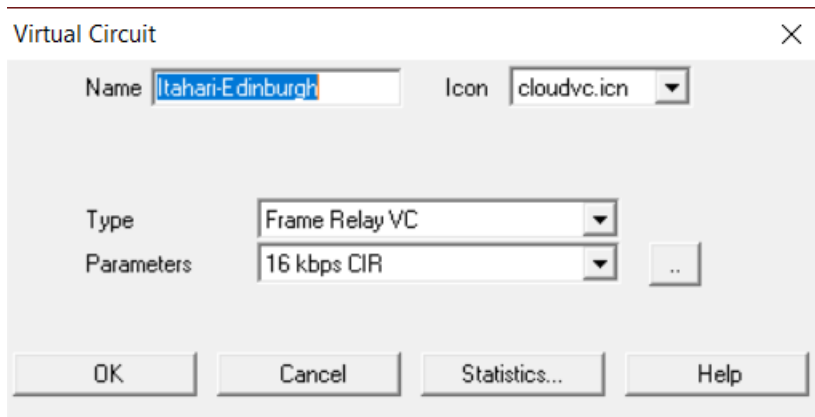 Virtual Circuit
Name Itahari-Edinburgh Icon cloudvc.icn
Type Frame Relay VC
Parameters 16 kbps CIR ..
OK Cancel Statistics... Help